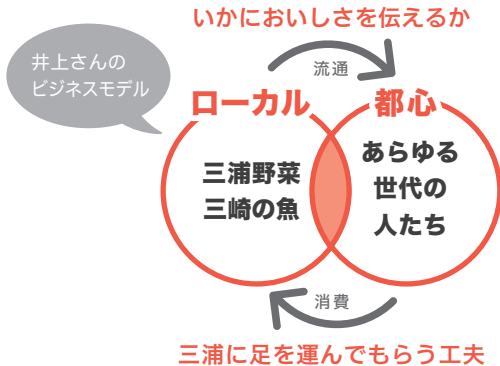 いかにおいしさを伝えるか
井上さんの
ビジネスモデル
流通
ローカル
都心
三浦野菜
三崎の魚
あらゆる
世代の
人たち
消費
三浦に足を運んでもらう工夫